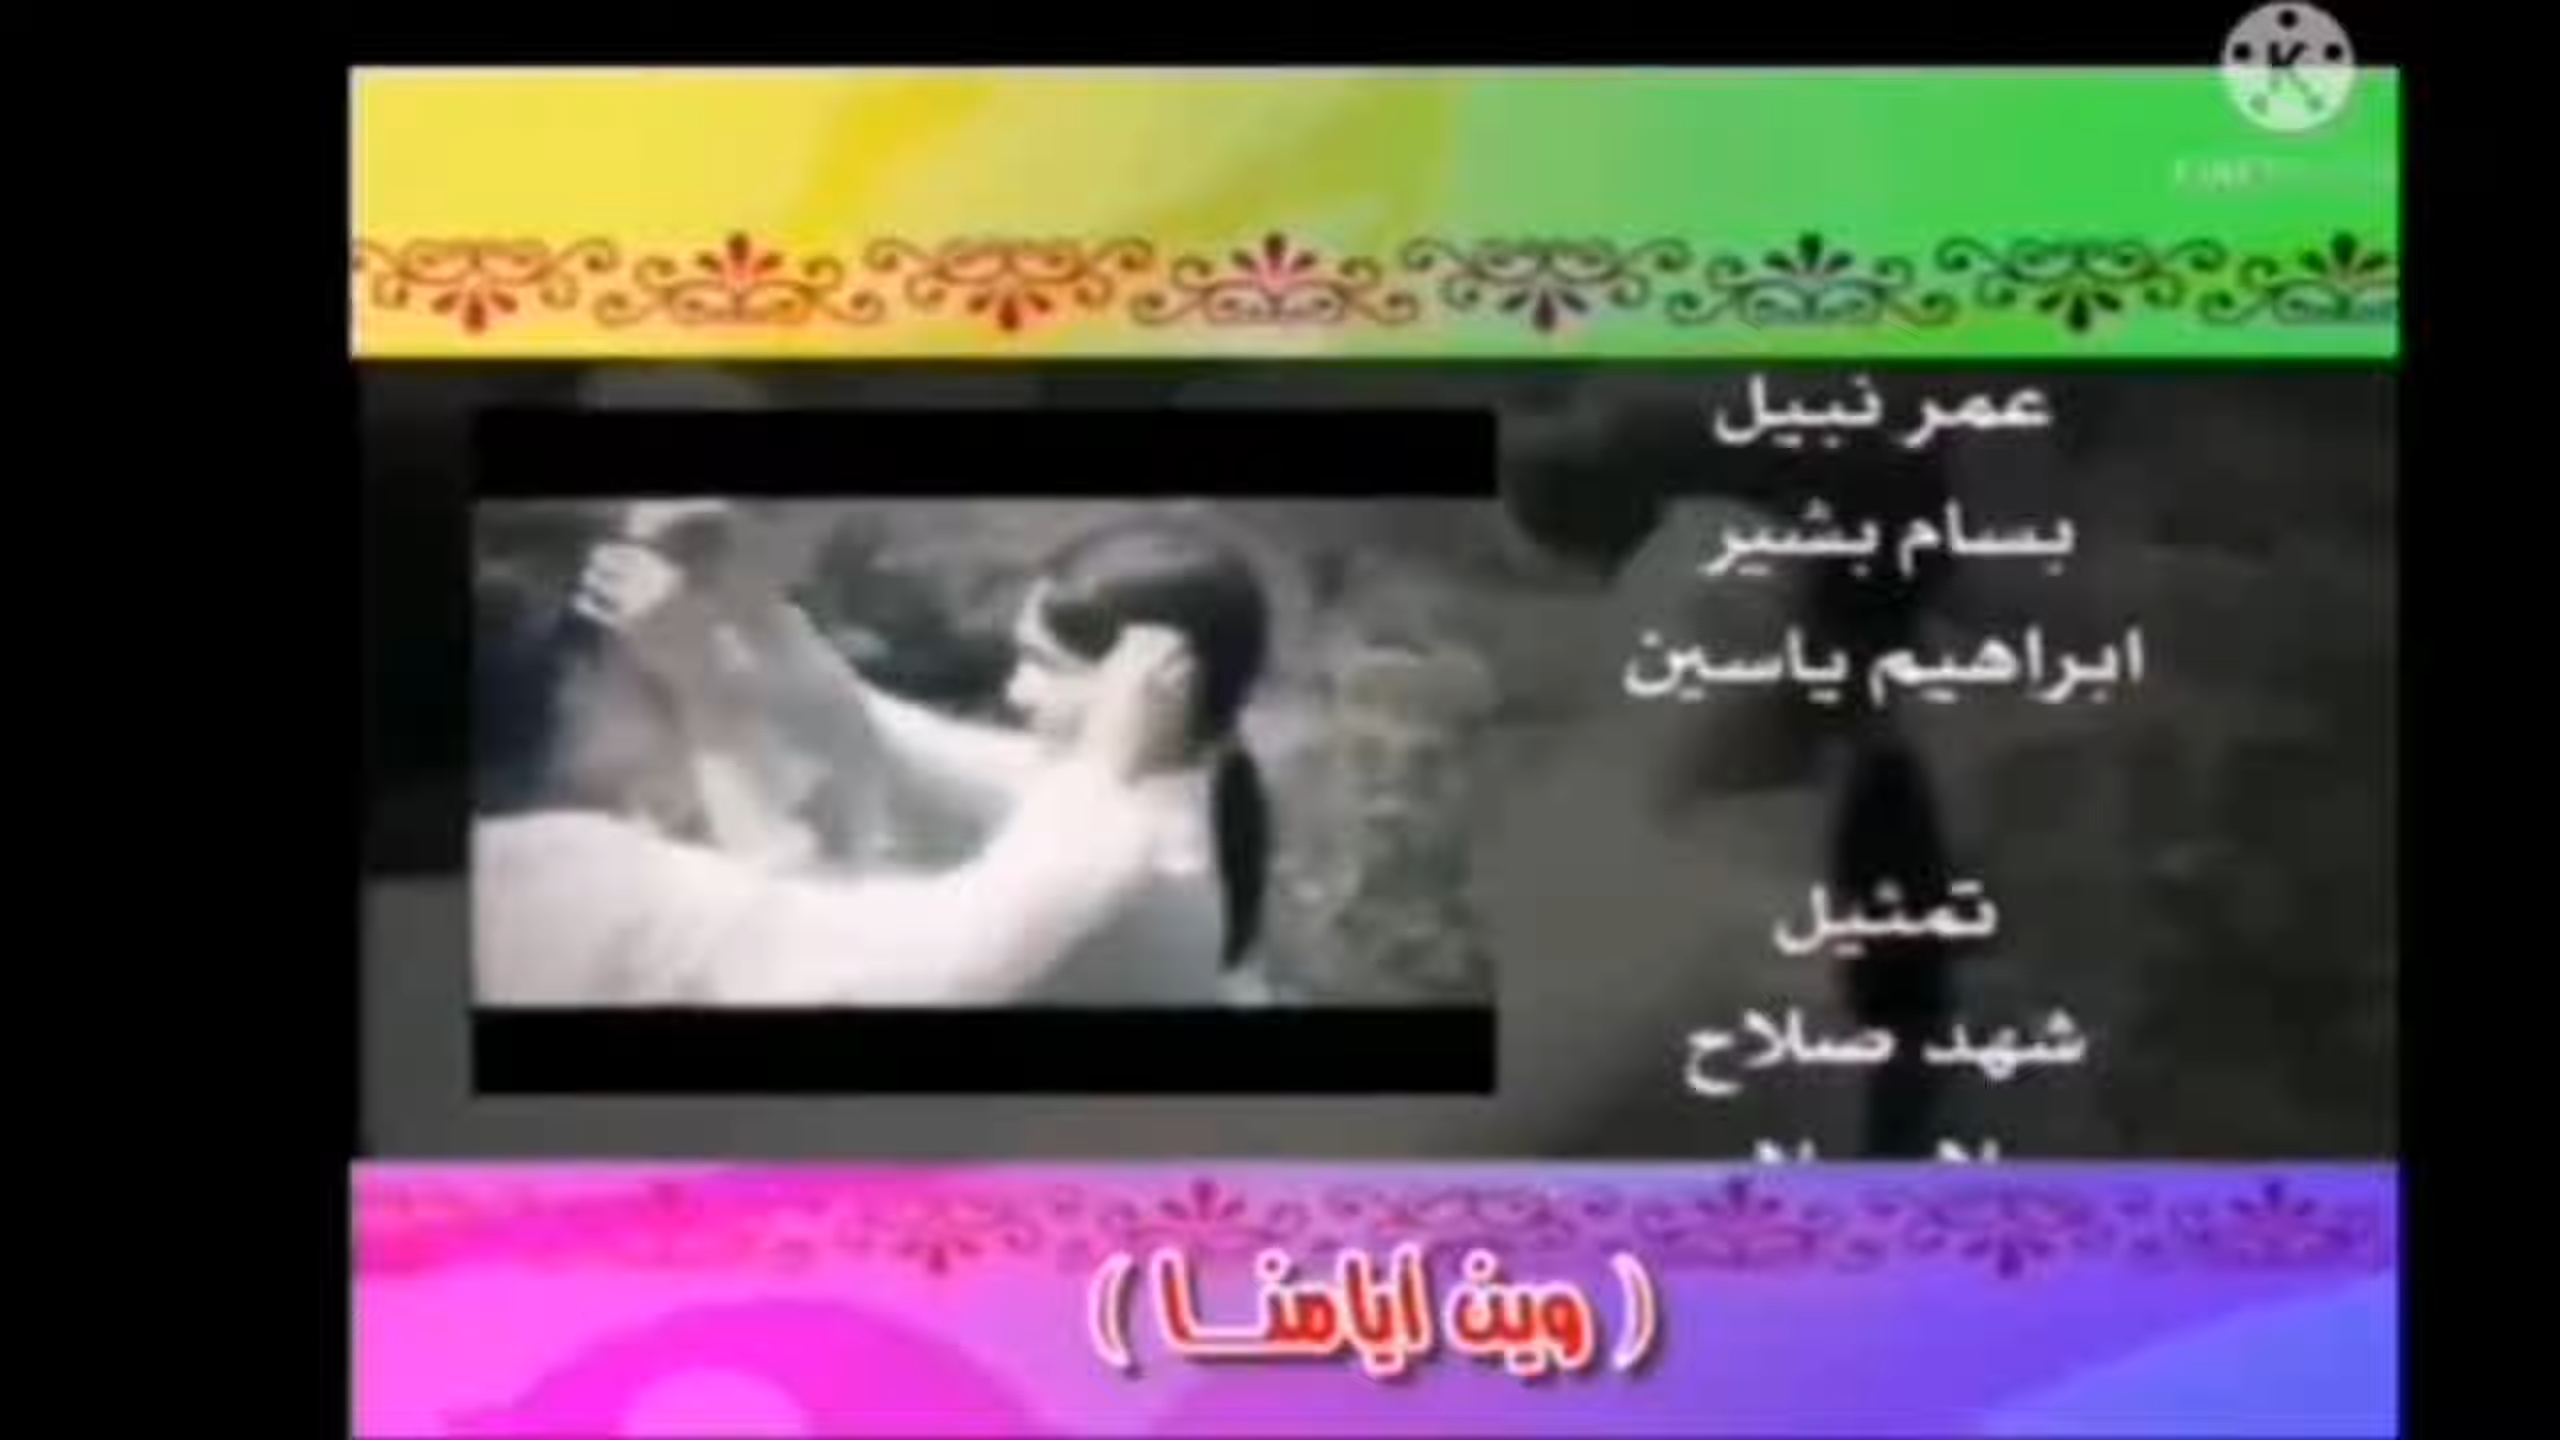 K
عمر نبيل
بسام بشير
ابراهيم ياسين
تمثيل
شهد صلاح
( وين ايامنـــا )